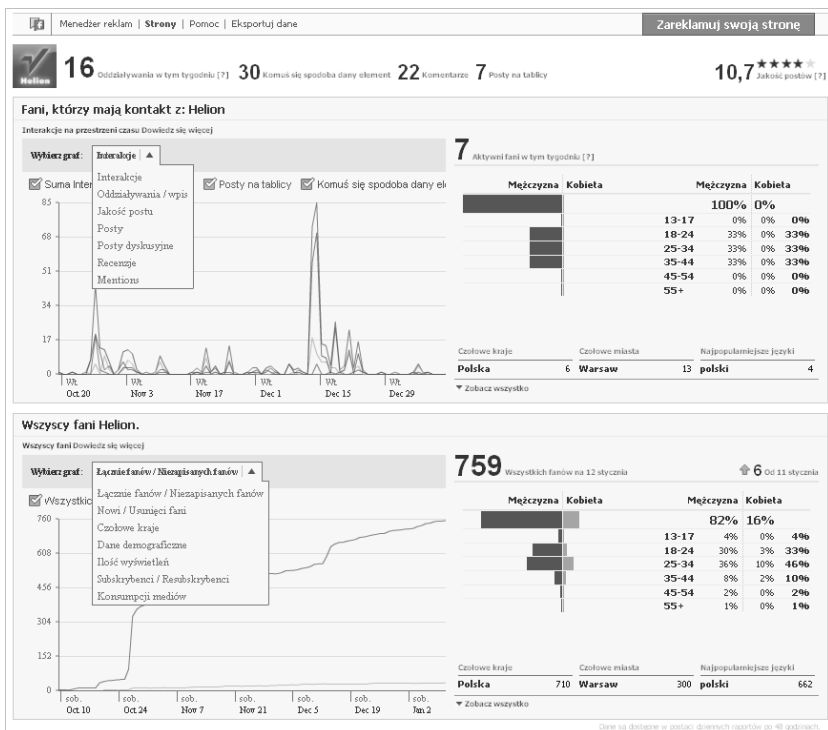 Menedżer reklam | Strony | Pomoc | Eksportuj dane
Zareklamuj swoją stronę
Helion
16 Oddziaływania w tym tygodniu [?] 30 Komuś się spodoba dany element 22 Komentarze 7 Posty na tablicy
10,7 Jakość postów [?]
Fani, którzy mają kontakt z: Helion
Interakcje na przestrzeni czasu Dowiedz się więcej
Wybierz graf: Interakcje
Interakcje
Oddziaływania / wpis
Jakość postu
Posty
Posty dyskusyjne
Recenzje
Mentions
Suma Inter
Posty na tablicy
Komuś się spodoba dany el
85
68
51
34
17
0
Wt Wt Wt Wt Wt Wt
Oct 20 Nov 3 Nov 17 Dec 1 Dec 15 Dec 29
7 Aktywni fani w tym tygodniu [?]
Mężczyzna Kobieta Mężczyzna Kobieta
100% 0%
13-17 0% 0% 0%
18-24 33% 0% 33%
25-34 33% 0% 33%
35-44 33% 0% 33%
45-54 0% 0% 0%
55+ 0% 0% 0%
Czołowe kraje Czołowe miasta Najpopularniejsze języki
Polska 6 Warsaw 13 polski 4
Zobacz wszystko
Wszyscy fani Helion.
Wszyscy fani Dowiedz się więcej
Wybierz graf: Łącznie fanów / Niezapisanych fanów
Łącznie fanów / Niezapisanych fanów
Nowi / Usunięci fani
Czołowe kraje
Dane demograficzne
Ilość wyświetleń
Subskrybenci / Resubskrybenci
Konsumpcji mediów
Wszystkic
760
608
456
304
152
0
sob. sob. sob. sob. sob. sob. sob.
Oct 10 Oct 24 Nov 7 Nov 21 Dec 5 Dec 19 Jan 2
759 Wszystkich fanów na 12 stycznia
6 Od 11 stycznia
Mężczyzna Kobieta Mężczyzna Kobieta
82% 16%
13-17 4% 0% 4%
18-24 30% 3% 33%
25-34 36% 10% 46%
35-44 8% 2% 10%
45-54 2% 0% 2%
55+ 1% 0% 1%
Czołowe kraje Czołowe miasta Najpopularniejsze języki
Polska 710 Warsaw 300 polski 662
Zobacz wszystko
Dane są dostępne w postaci dziennych raportów po 48 godzinach.